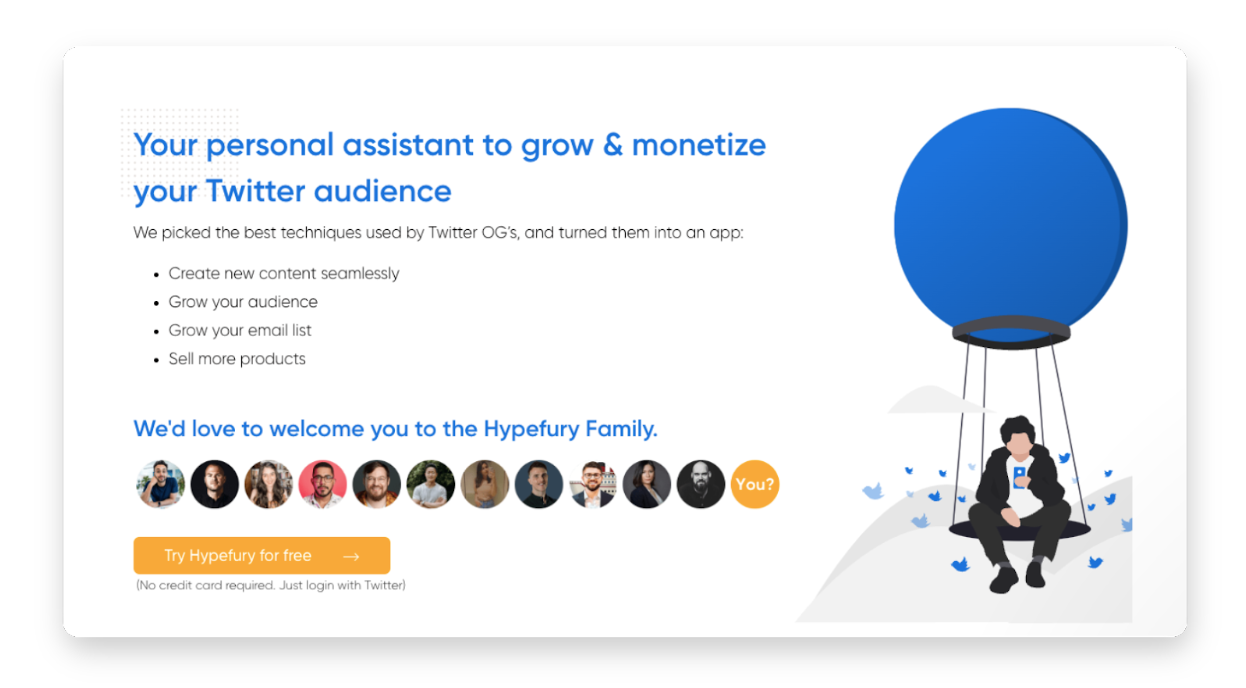 Your personal assistant to grow & monetize
your Twitter audience
We picked the best techniques used by Twitter OG's, and turned them into an app:
• Create new content seamlessly
• Grow your audience
• Grow your email list
• Sell more products
We'd love to welcome you to the Hypefury Family.
You?
Try Hypefury for free →
(No credit card required. Just login with Twitter)